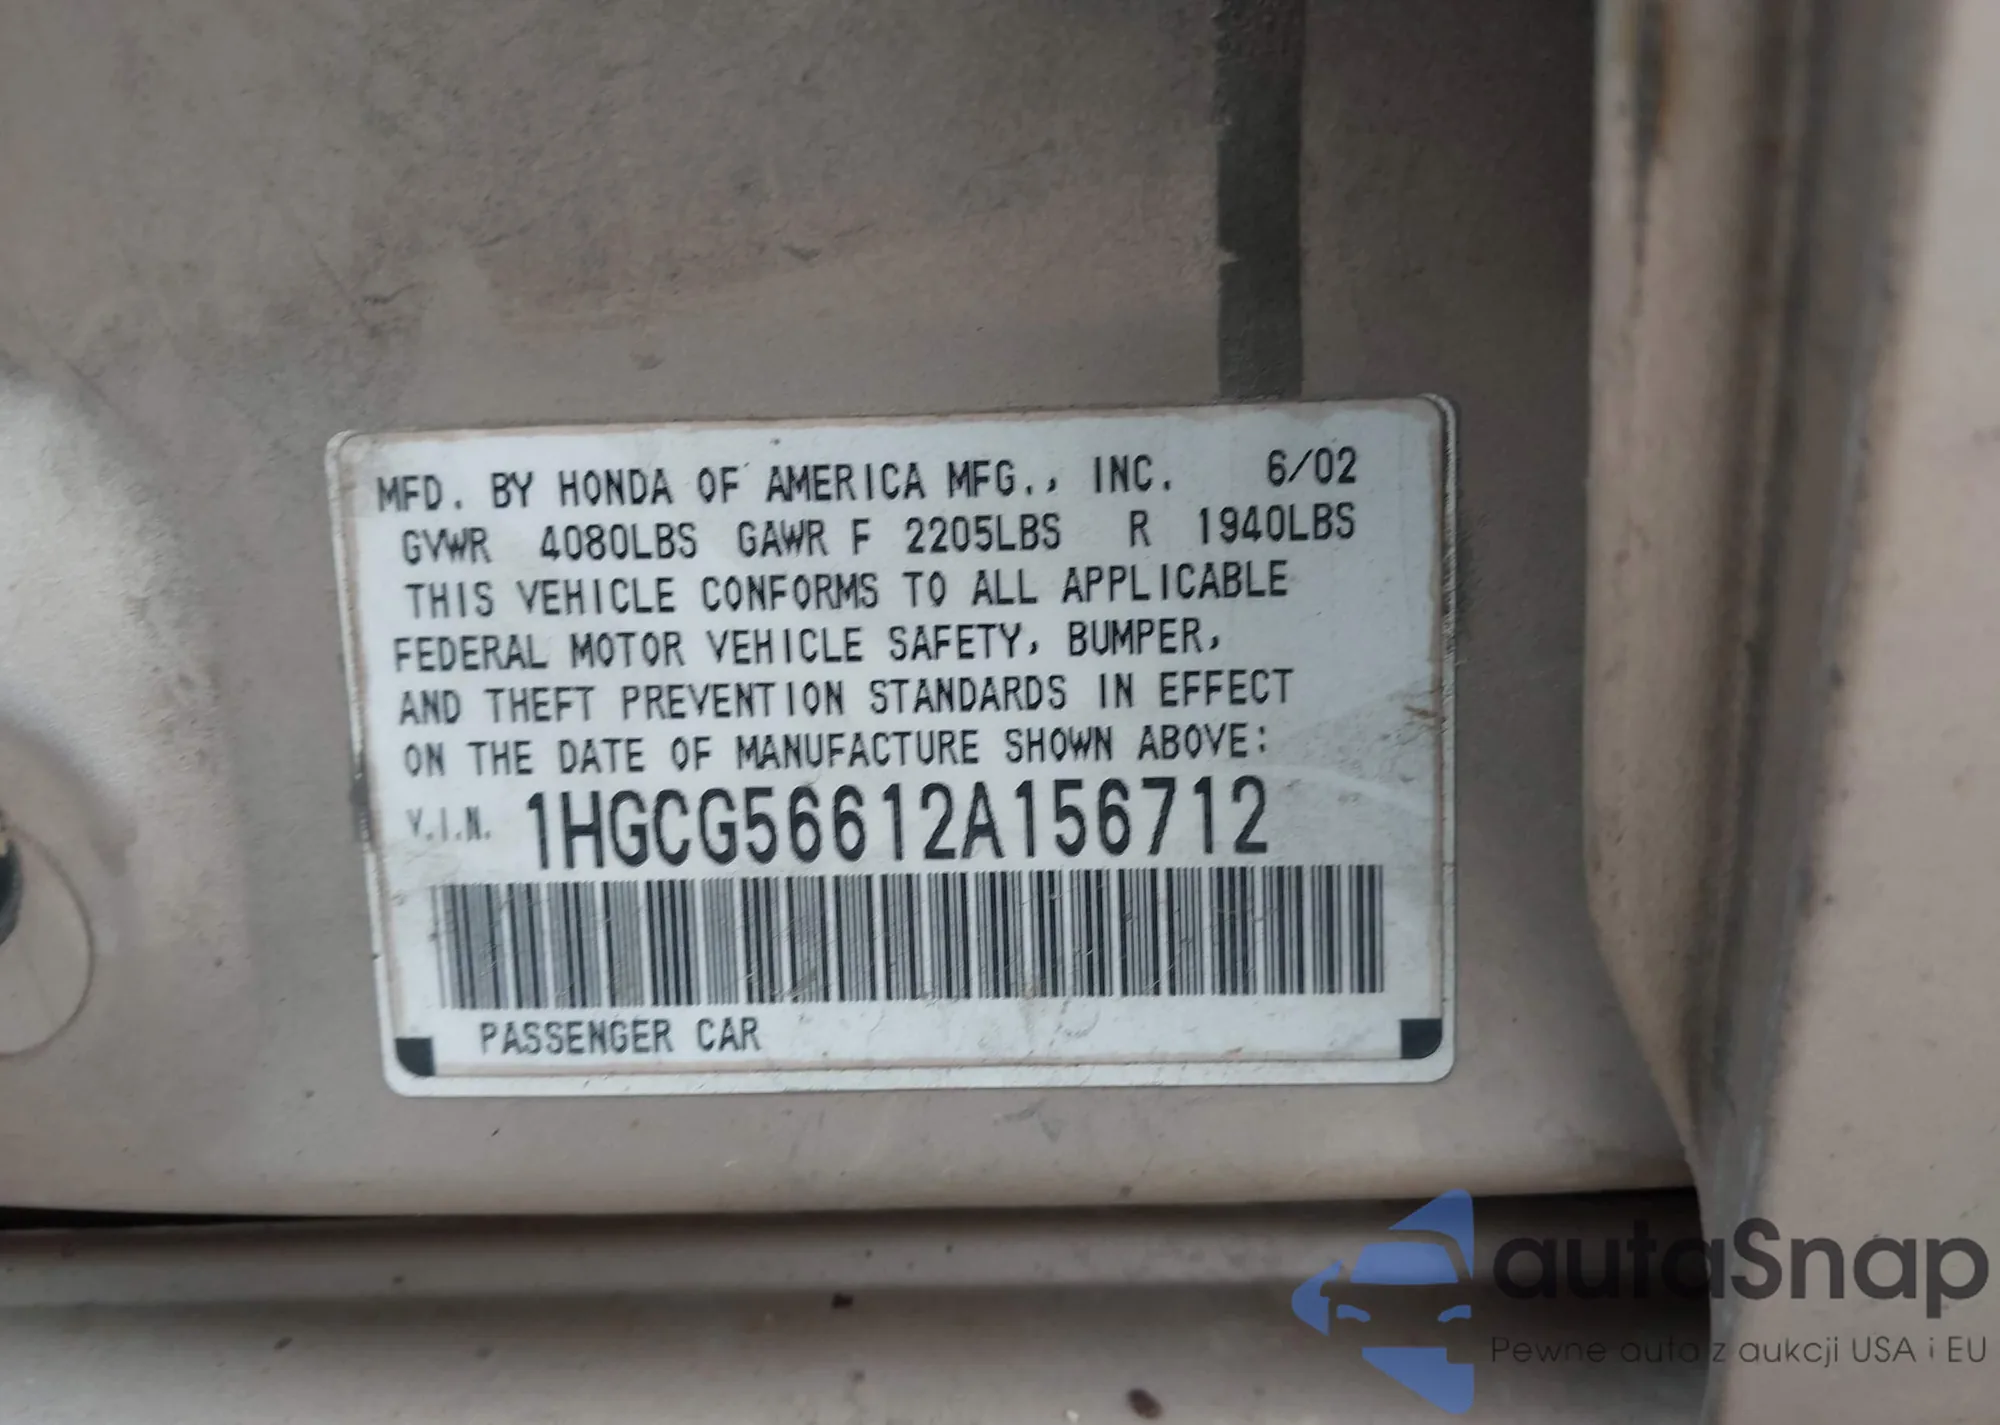 MFD. BY HONDA OF AMERICA MFG., INC. 6/02
GVWR 4080LBS GAWR F 2205LBS R 1940LBS
THIS VEHICLE CONFORMS TO ALL APPLICABLE
FEDERAL MOTOR VEHICLE SAFETY, BUMPER,
AND THEFT PREVENTION STANDARDS IN EFFECT
ON THE DATE OF MANUFACTURE SHOWN ABOVE:
V.I.N. 1HGCG56612A156712
PASSENGER CAR
autaSnap
Pewne auta z aukcji USA i EU